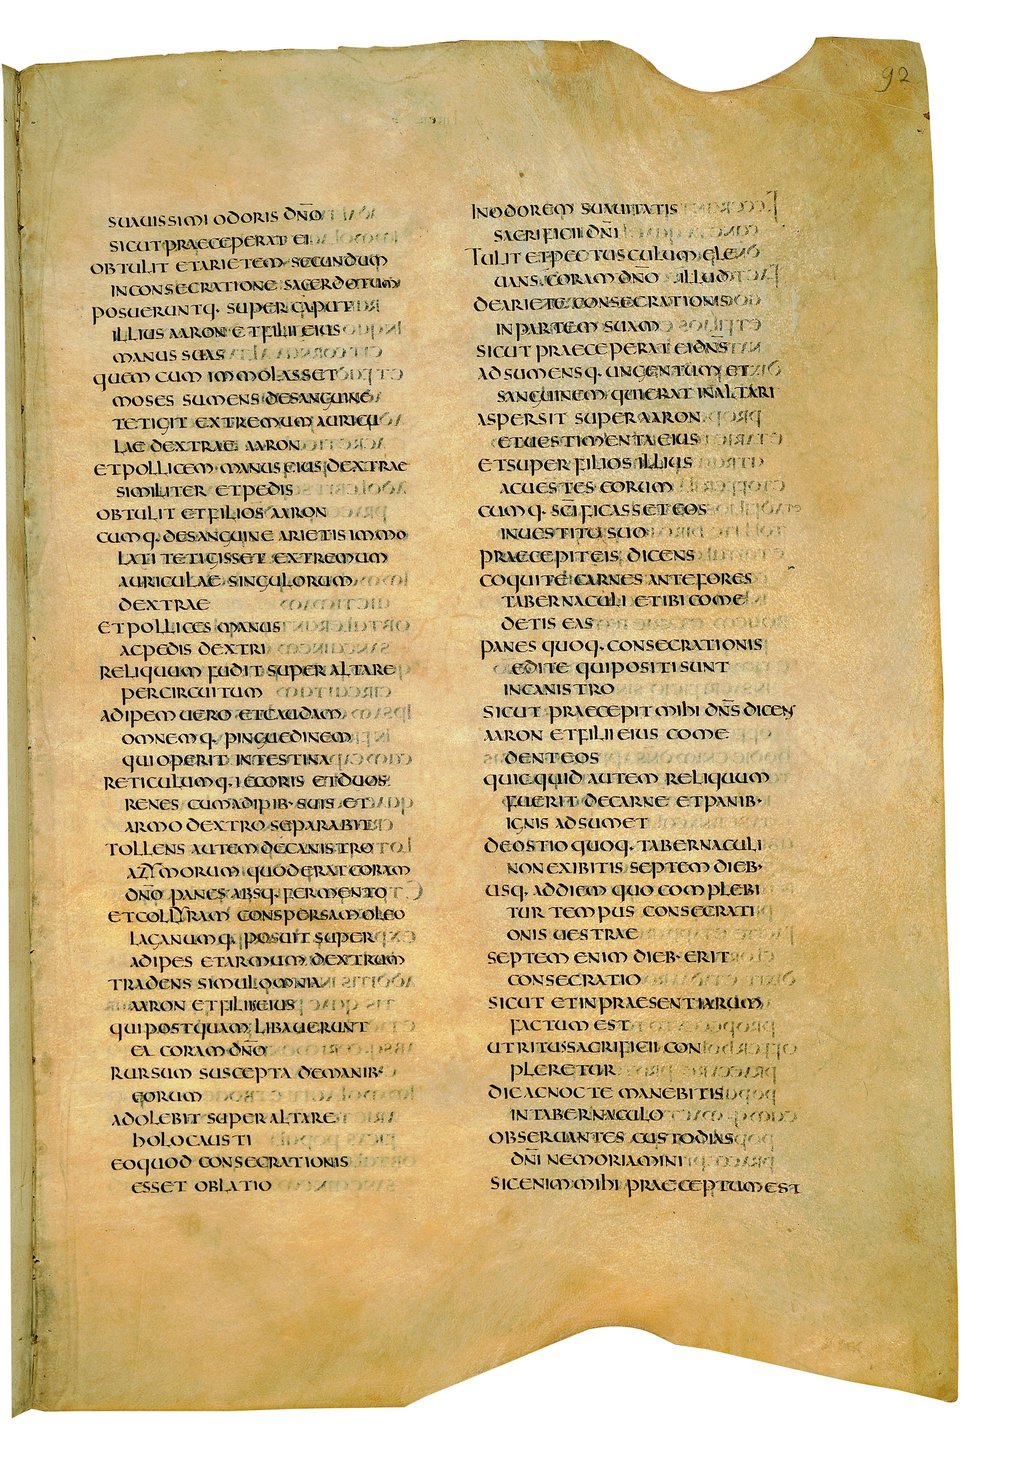 92
SUAUISSIMI ODORIS DN̄O
SICUT PRAECEPERAT EI
OBTULIT ET ARIETEM SECUNDUM
IN CONSECRATIONE SACERDOTUM
POSUERUNTQ· SUPER CAPUT
ILLIUS AARON ET FILII EIUS
MANUS SUAS
QUEM CUM IMMOLASSET
MOSES SUMENS DE SANGUINE
TETIGIT EXTREMUM AURICU
LAE DEXTRAE AARON
ET POLLICEM MANUS EIUS DEXTRAE
SIMILITER ET PEDIS
OBTULIT ET FILIOS AARON
CUMQ· DE SANGUINE ARIETIS IMMO
LATI TETIGISSET EXTREMUM
AURICULAE SINGULORUM
DEXTRAE
ET POLLICES MANUS
AC PEDIS DEXTRI
RELIQUUM FUDIT SUPER ALTARE
PER CIRCUITUM
ADIPEM UERO ET CAUDAM
OMNEMQ· PINGUEDINEM
QUI OPERIT INTESTINA
RETICULUMQ· IECORIS ET DUOS
RENES CUM ADIPIB· SUIS ET
ARMO DEXTRO SEPARABIT
TOLLENS AUTEM DE CANISTRO
AZYMORUM QUOD ERAT CORAM
DN̄O PANES ABSQ· FERMENTO
ET COLLYRAM CONSPERSAM OLEO
LAGANUMQ· POSUIT SUPER
ADIPES ET ARMUM DEXTRUM
TRADENS SIMUL OMNIA
AARON ET FILIIS EIUS
QUI POSTQUAM LIBAUERUNT
EA CORAM DN̄O
RURSUM SUSCEPTA DE MANIB·
EORUM
ADOLEBIT SUPER ALTARE
HOLOCAUSTI
EO QUOD CONSECRATIONIS
ESSET OBLATIO
IN ODOREM SUAUITATIS
SACRIFICII DN̄I
TULIT ET PECTUSCULUM ELE
UANS CORAM DN̄O ILLUD
DE ARIETE CONSECRATIONIS
IN PARTEM SUAM
SICUT PRAECEPERAT EI DN̄S
ADSUMENSQ· UNGENTUM ET
SANGUINEM QUI ERAT IN ALTARI
ASPERSIT SUPER AARON
ET UESTIMENTA EIUS
ET SUPER FILIOS ILLIUS
AC UESTES EORUM
CUMQ· SC̄IFICASSET EOS
IN UESTITU SUO
PRAECEPIT EIS DICENS
COQUITE CARNES ANTE FORES
TABERNACULI ET IBI COME
DETIS EAS
PANES QUOQ· CONSECRATIONIS
EDITE QUI POSITI SUNT
IN CANISTRO
SICUT PRAECEPIT MIHI DN̄S DICENS
AARON ET FILII EIUS COME
DENT EOS
QUICQUID AUTEM RELIQUUM
FUERIT DE CARNE ET PANIB·
IGNIS ADSUMET
DE OSTIO QUOQ· TABERNACULI
NON EXIBITIS SEPTEM DIEB·
USQ· AD DIEM QUO COMPLEBI
TUR TEMPUS CONSECRATI
ONIS UESTRAE
SEPTEM ENIM DIEB· ERIT
CONSECRATIO
SICUT ET IN PRAESENTIARUM
FACTUM EST
UT RITUS SACRIFICII CON
PLERETUR
DIE AC NOCTE MANEBITIS
IN TABERNACULO
OBSERUANTES CUSTODIAS
DN̄I NE MORIAMINI
SIC ENIM MIHI PRAECEPTUM EST